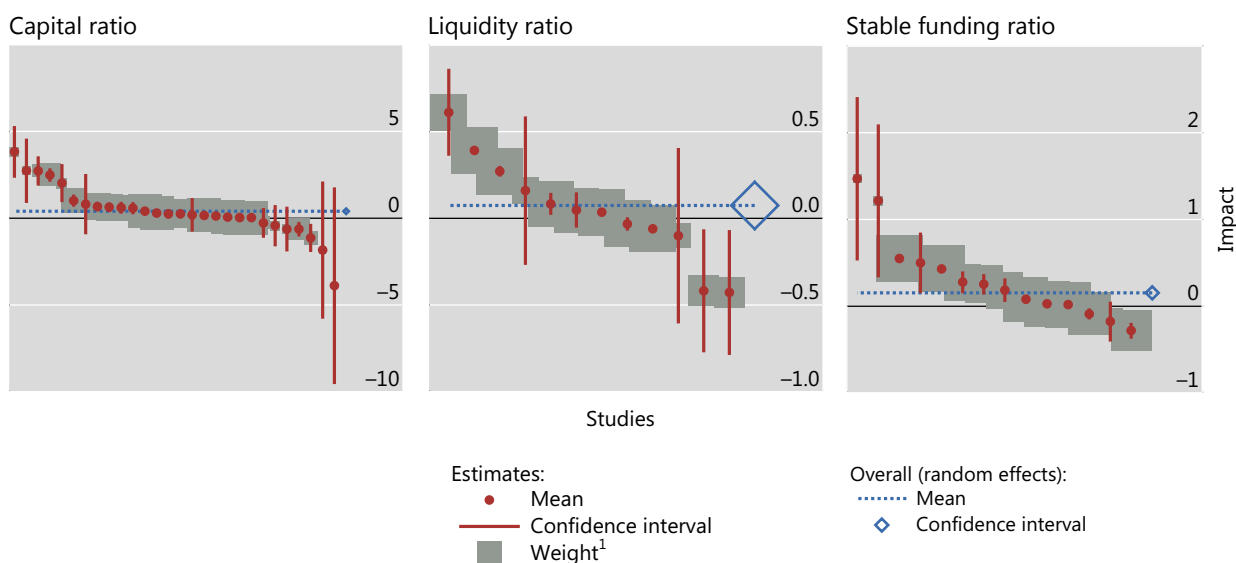 Capital ratio
5
0
–5
–10
Liquidity ratio
0.5
0.0
–0.5
–1.0
Stable funding ratio
2
1
0
–1
Impact
Studies
Estimates:
Mean
Confidence interval
Weight1
Overall (random effects):
Mean
Confidence interval